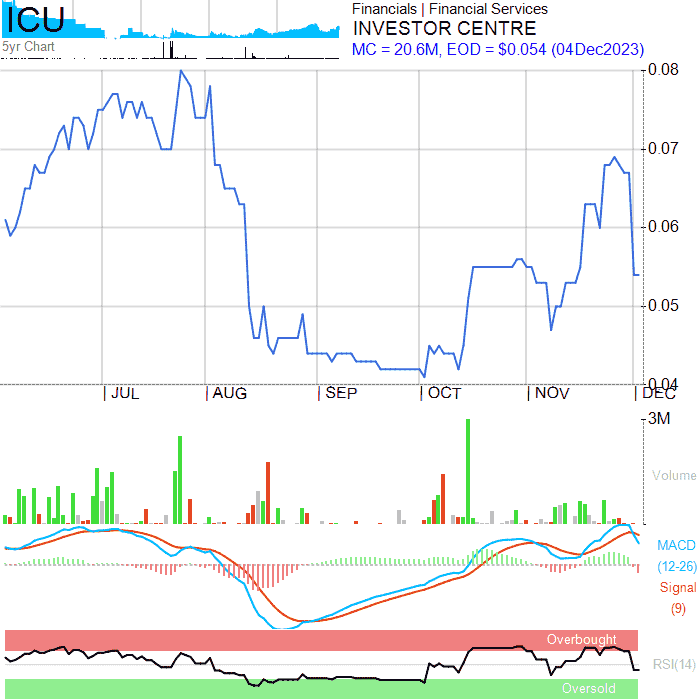 ICU
5yr Chart
Financials | Financial Services
INVESTOR CENTRE
MC = 20.6M, EOD = $0.054 (04Dec2023)
0.08
0.07
0.06
0.05
0.04
JUL
AUG
SEP
OCT
NOV
DEC
3M
Volume
MACD
(12-26)
Signal
(9)
Overbought
RSI(14)
Oversold